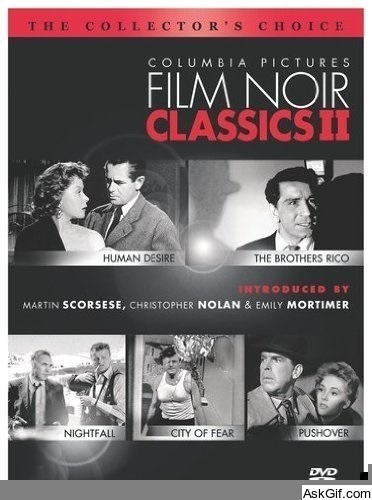 THE COLLECTOR'S CHOICE
COLUMBIA PICTURES
FILM NOIR
CLASSICS II
HUMAN DESIRE
THE BROTHERS RICO
INTRODUCED BY
MARTIN SCORSESE, CHRISTOPHER NOLAN & EMILY MORTIMER
NIGHTFALL
CITY OF FEAR
PUSHOVER
DVD
AskGif.com